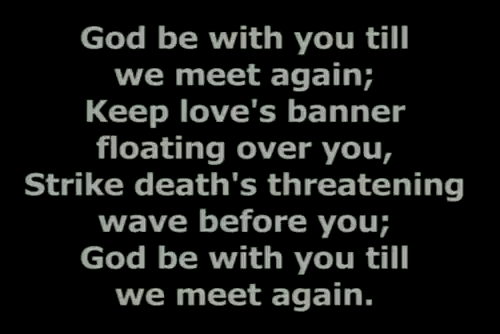 God be with you till
we meet again;
Keep love's banner
floating over you,
Strike death's threatening
wave before you;
God be with you till
we meet again.